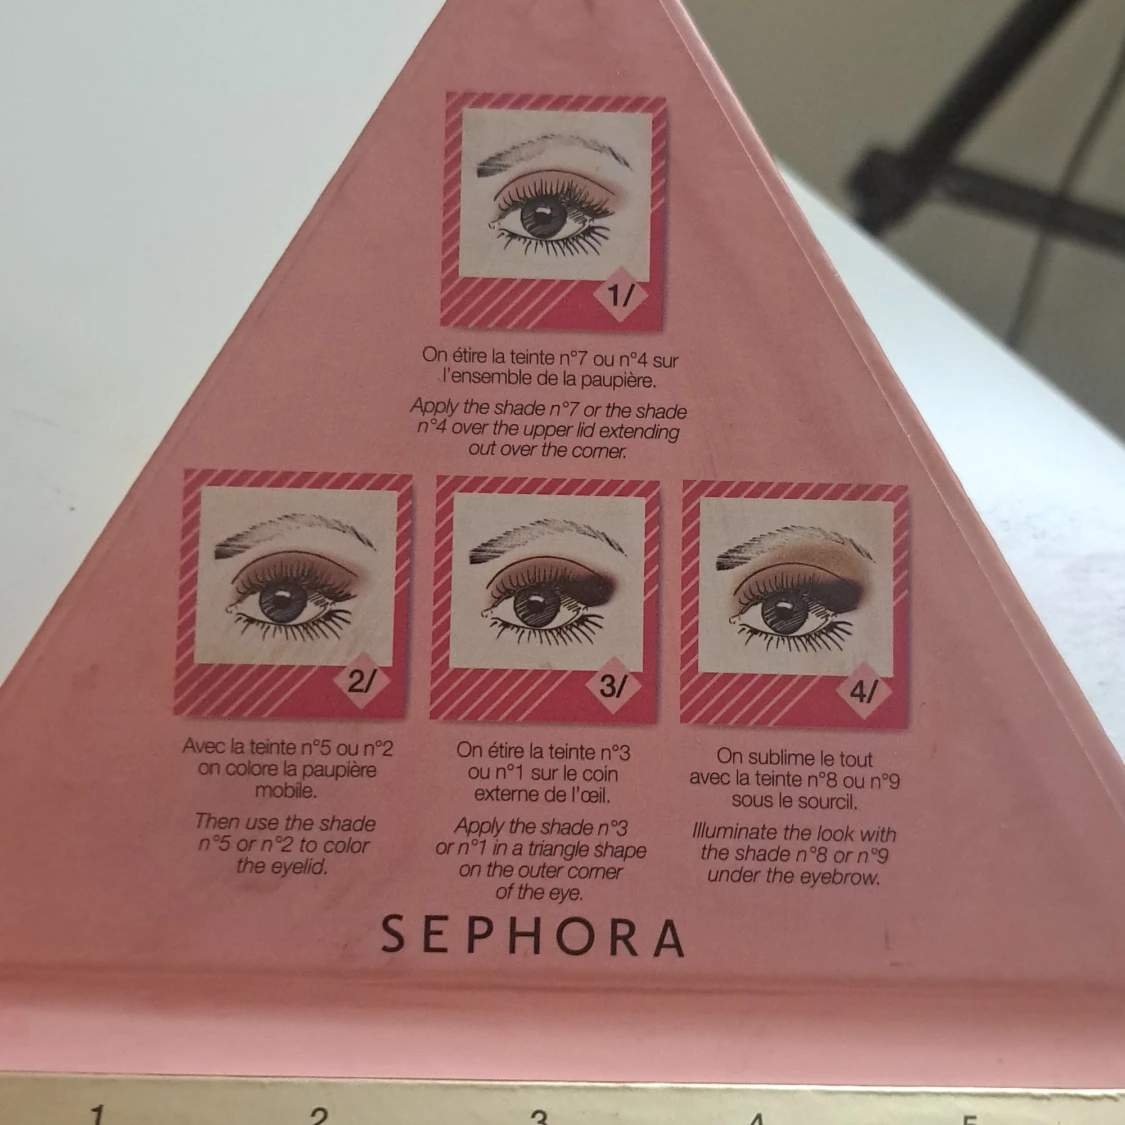 1/
On étire la teinte n°7 ou n°4 sur
l'ensemble de la paupière.
Apply the shade n°7 or the shade
n°4 over the upper lid extending
out over the corner.
2/
Avec la teinte n°5 ou n°2
on colore la paupière
mobile.
Then use the shade
n°5 or n°2 to color
the eyelid.
3/
On étire la teinte n°3
ou n°1 sur le coin
externe de l'œil.
Apply the shade n°3
or n°1 in a triangle shape
on the outer corner
of the eye.
4/
On sublime le tout
avec la teinte n°8 ou n°9
sous le sourcil.
Illuminate the look with
the shade n°8 or n°9
under the eyebrow.
SEPHORA
1 2 3 4 5